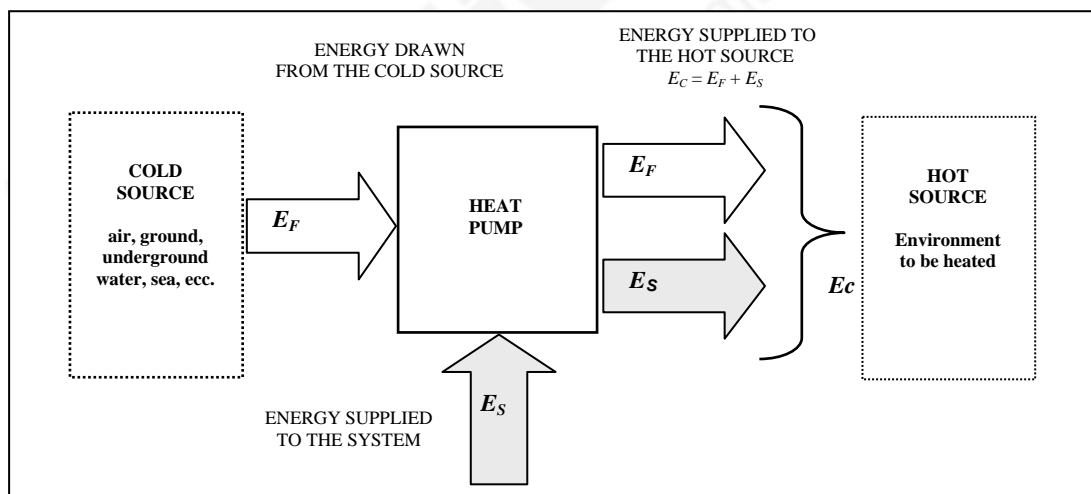 ENERGY DRAWN
FROM THE COLD SOURCE
ENERGY SUPPLIED TO
THE HOT SOURCE
E_C = E_F + E_S
COLD
SOURCE
air, ground,
underground
water, sea, ecc.
E_F
HEAT
PUMP
E_F
E_S
Ec
HOT
SOURCE
Environment
to be heated
ENERGY SUPPLIED
TO THE SYSTEM
E_S